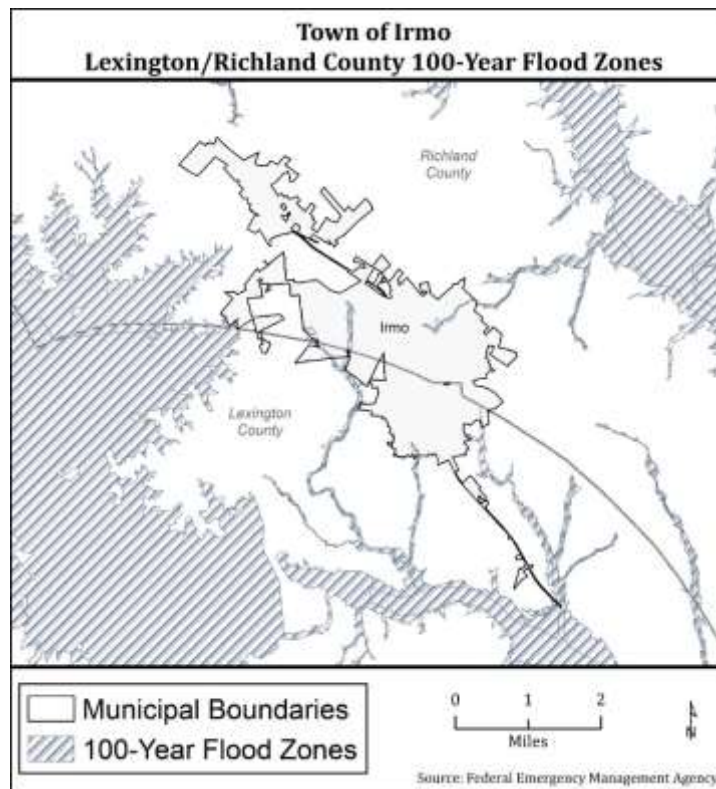 Town of Irmo
Lexington/Richland County 100-Year Flood Zones
Richland
County
Irmo
Lexington
County
Municipal Boundaries
100-Year Flood Zones
0 1 2
Miles
N
Source: Federal Emergency Management Agency